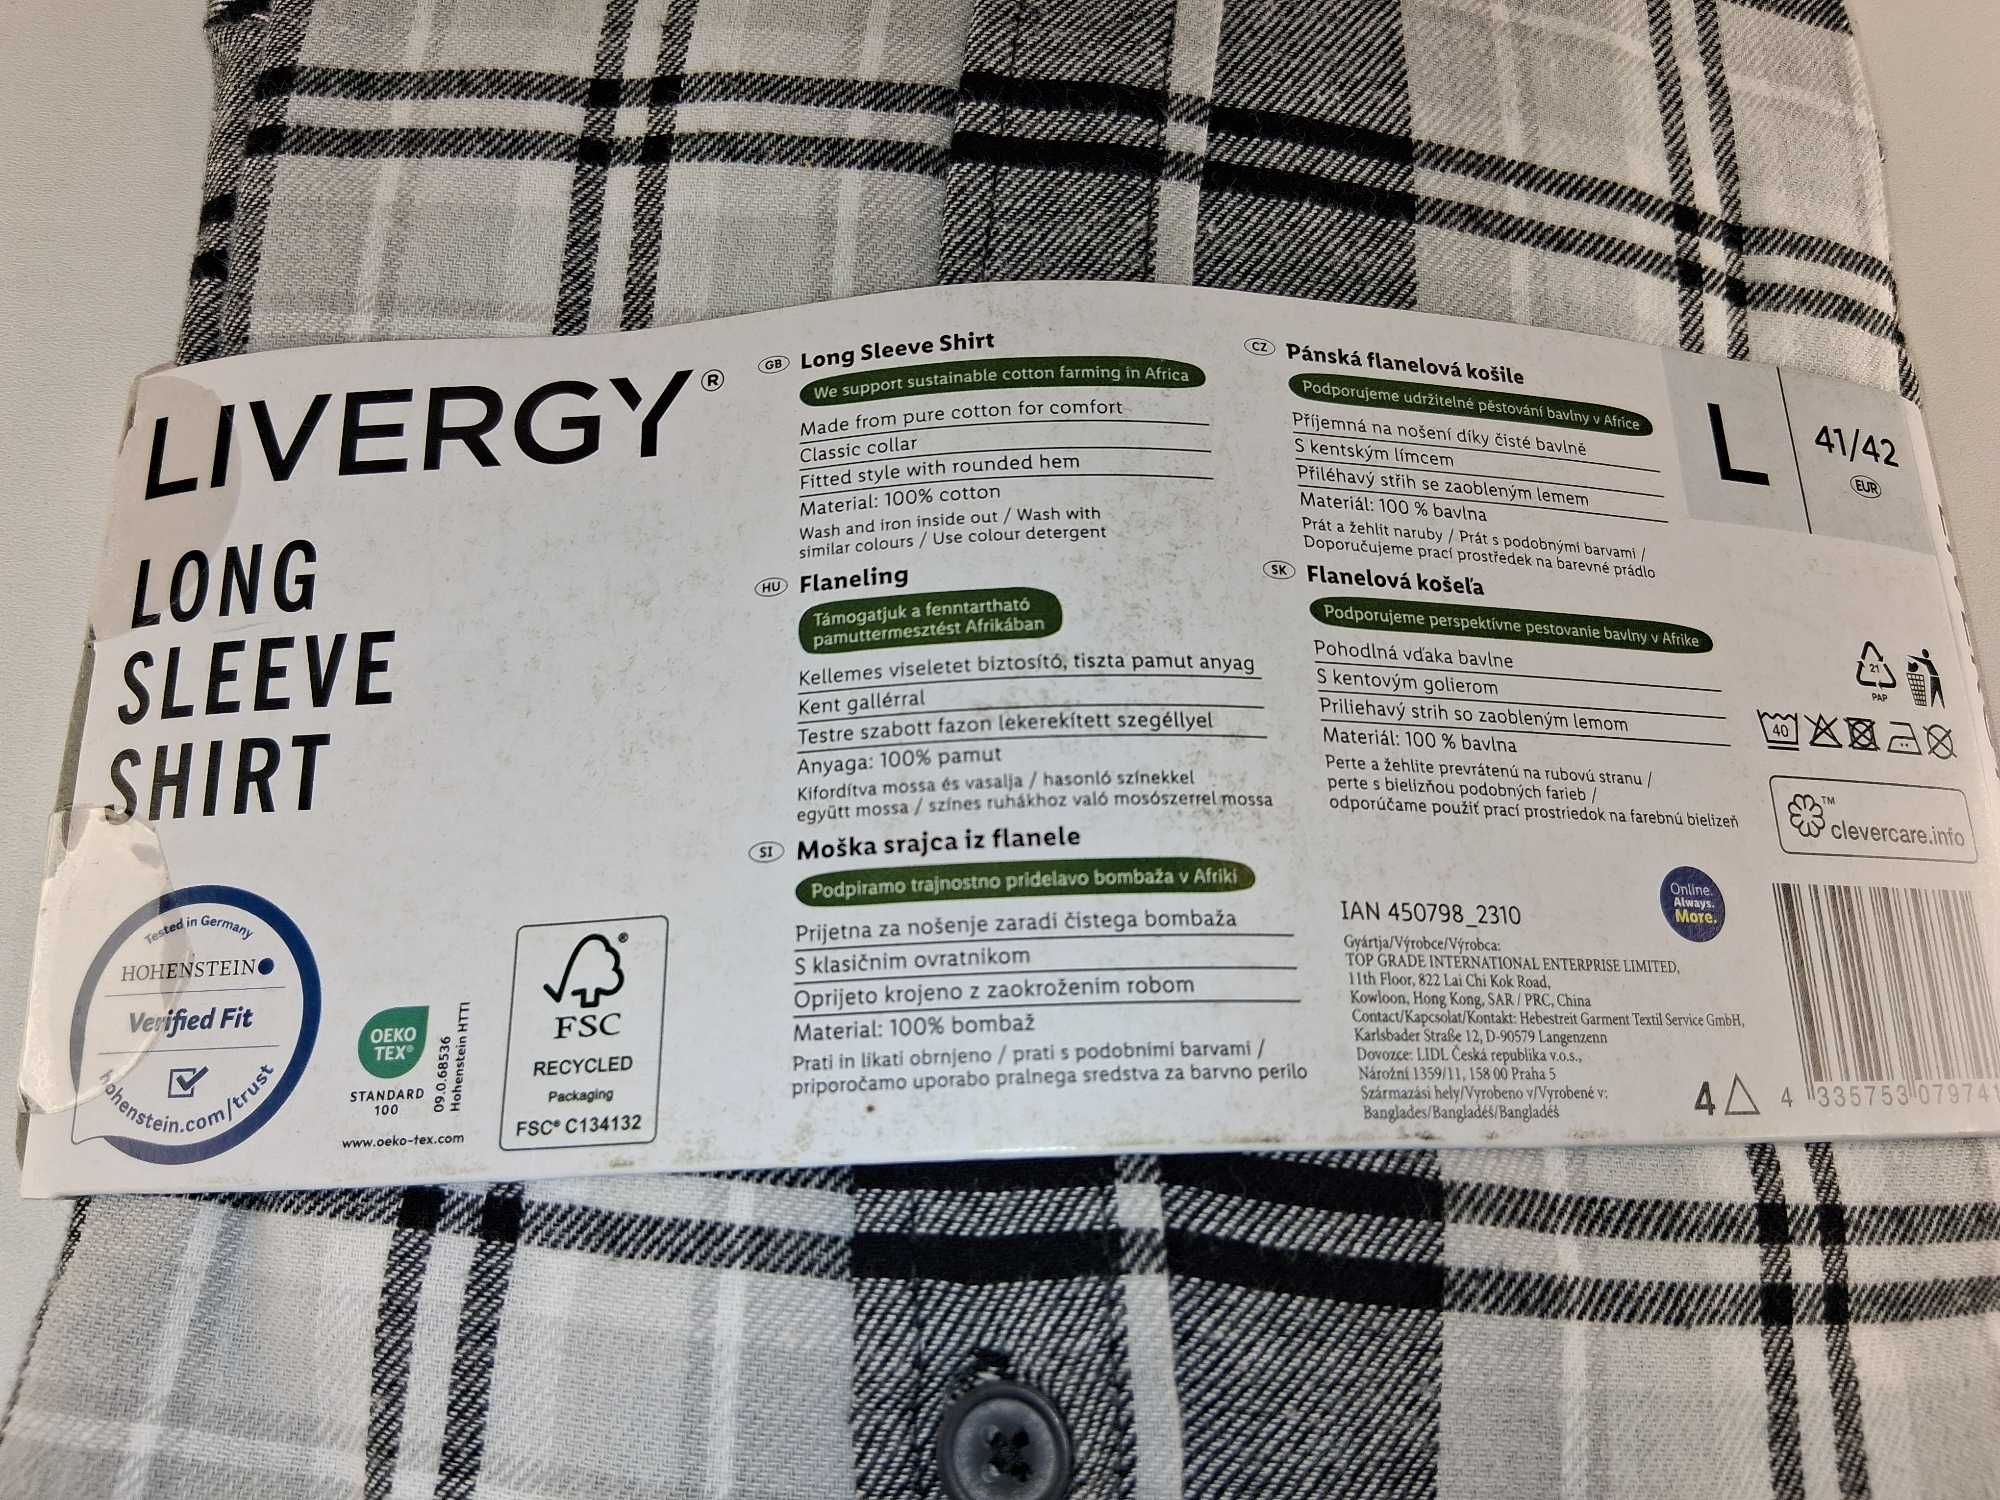 LIVERGY®
LONG
SLEEVE
SHIRT
Tested in Germany
HOHENSTEIN
Verified Fit
hohenstein.com/trust
OEKO
TEX®
STANDARD
100
09.0.68536
Hohenstein HTTI
www.oeko-tex.com
®
FSC
RECYCLED
Packaging
FSC® C134132
GB Long Sleeve Shirt
We support sustainable cotton farming in Africa
Made from pure cotton for comfort
Classic collar
Fitted style with rounded hem
Material: 100% cotton
Wash and iron inside out / Wash with
similar colours / Use colour detergent
HU Flaneling
Támogatjuk a fenntartható
pamuttermesztést Afrikában
Kellemes viseletet biztosító, tiszta pamut anyag
Kent gallérral
Testre szabott fazon lekerekített szegéllyel
Anyaga: 100% pamut
Kifordítva mossa és vasalja / hasonló színekkel
együtt mossa / színes ruhákhoz való mosószerrel mossa
SI Moška srajca iz flanele
Podpiramo trajnostno pridelavo bombaža v Afriki
Prijetna za nošenje zaradi čistega bombaža
S klasičnim ovratnikom
Oprijeto krojeno z zaokroženim robom
Material: 100% bombaž
Prati in likati obrnjeno / prati s podobnimi barvami /
priporočamo uporabo pralnega sredstva za barvno perilo
CZ Pánská flanelová košile
Podporujeme udržitelné pěstování bavlny v Africe
Příjemná na nošení díky čisté bavlně
S kentským límcem
Přiléhavý střih se zaobleným lemem
Materiál: 100 % bavlna
Prát a žehlit naruby / Prát s podobnými barvami /
Doporučujeme prací prostředek na barevné prádlo
SK Flanelová košeľa
Podporujeme perspektívne pestovanie bavlny v Afrike
Pohodlná vďaka bavlne
S kentovým golierom
Priliehavý strih so zaobleným lemom
Materiál: 100 % bavlna
Perte a žehlite prevrátenú na rubovú stranu /
perte s bielizňou podobných farieb /
odporúčame použiť prací prostriedok na farebnú bielizeň
IAN 450798_2310
Gyártja/Výrobce/Výrobca:
TOP GRADE INTERNATIONAL ENTERPRISE LIMITED,
11th Floor, 822 Lai Chi Kok Road,
Kowloon, Hong Kong, SAR / PRC, China
Contact/Kapcsolat/Kontakt: Hebestreit Garment Textil Service GmbH,
Karlsbader Straße 12, D-90579 Langenzenn
Dovozce: LIDL Česká republika v.o.s.,
Nárožní 1359/11, 158 00 Praha 5
Származási hely/Vyrobeno v/Vyrobené v:
Banglades/Bangladéš/Bangladéš
Online.
Always.
More.
L
41/42
EUR
21
PAP
40
™
clevercare.info
4
4 335753 079741